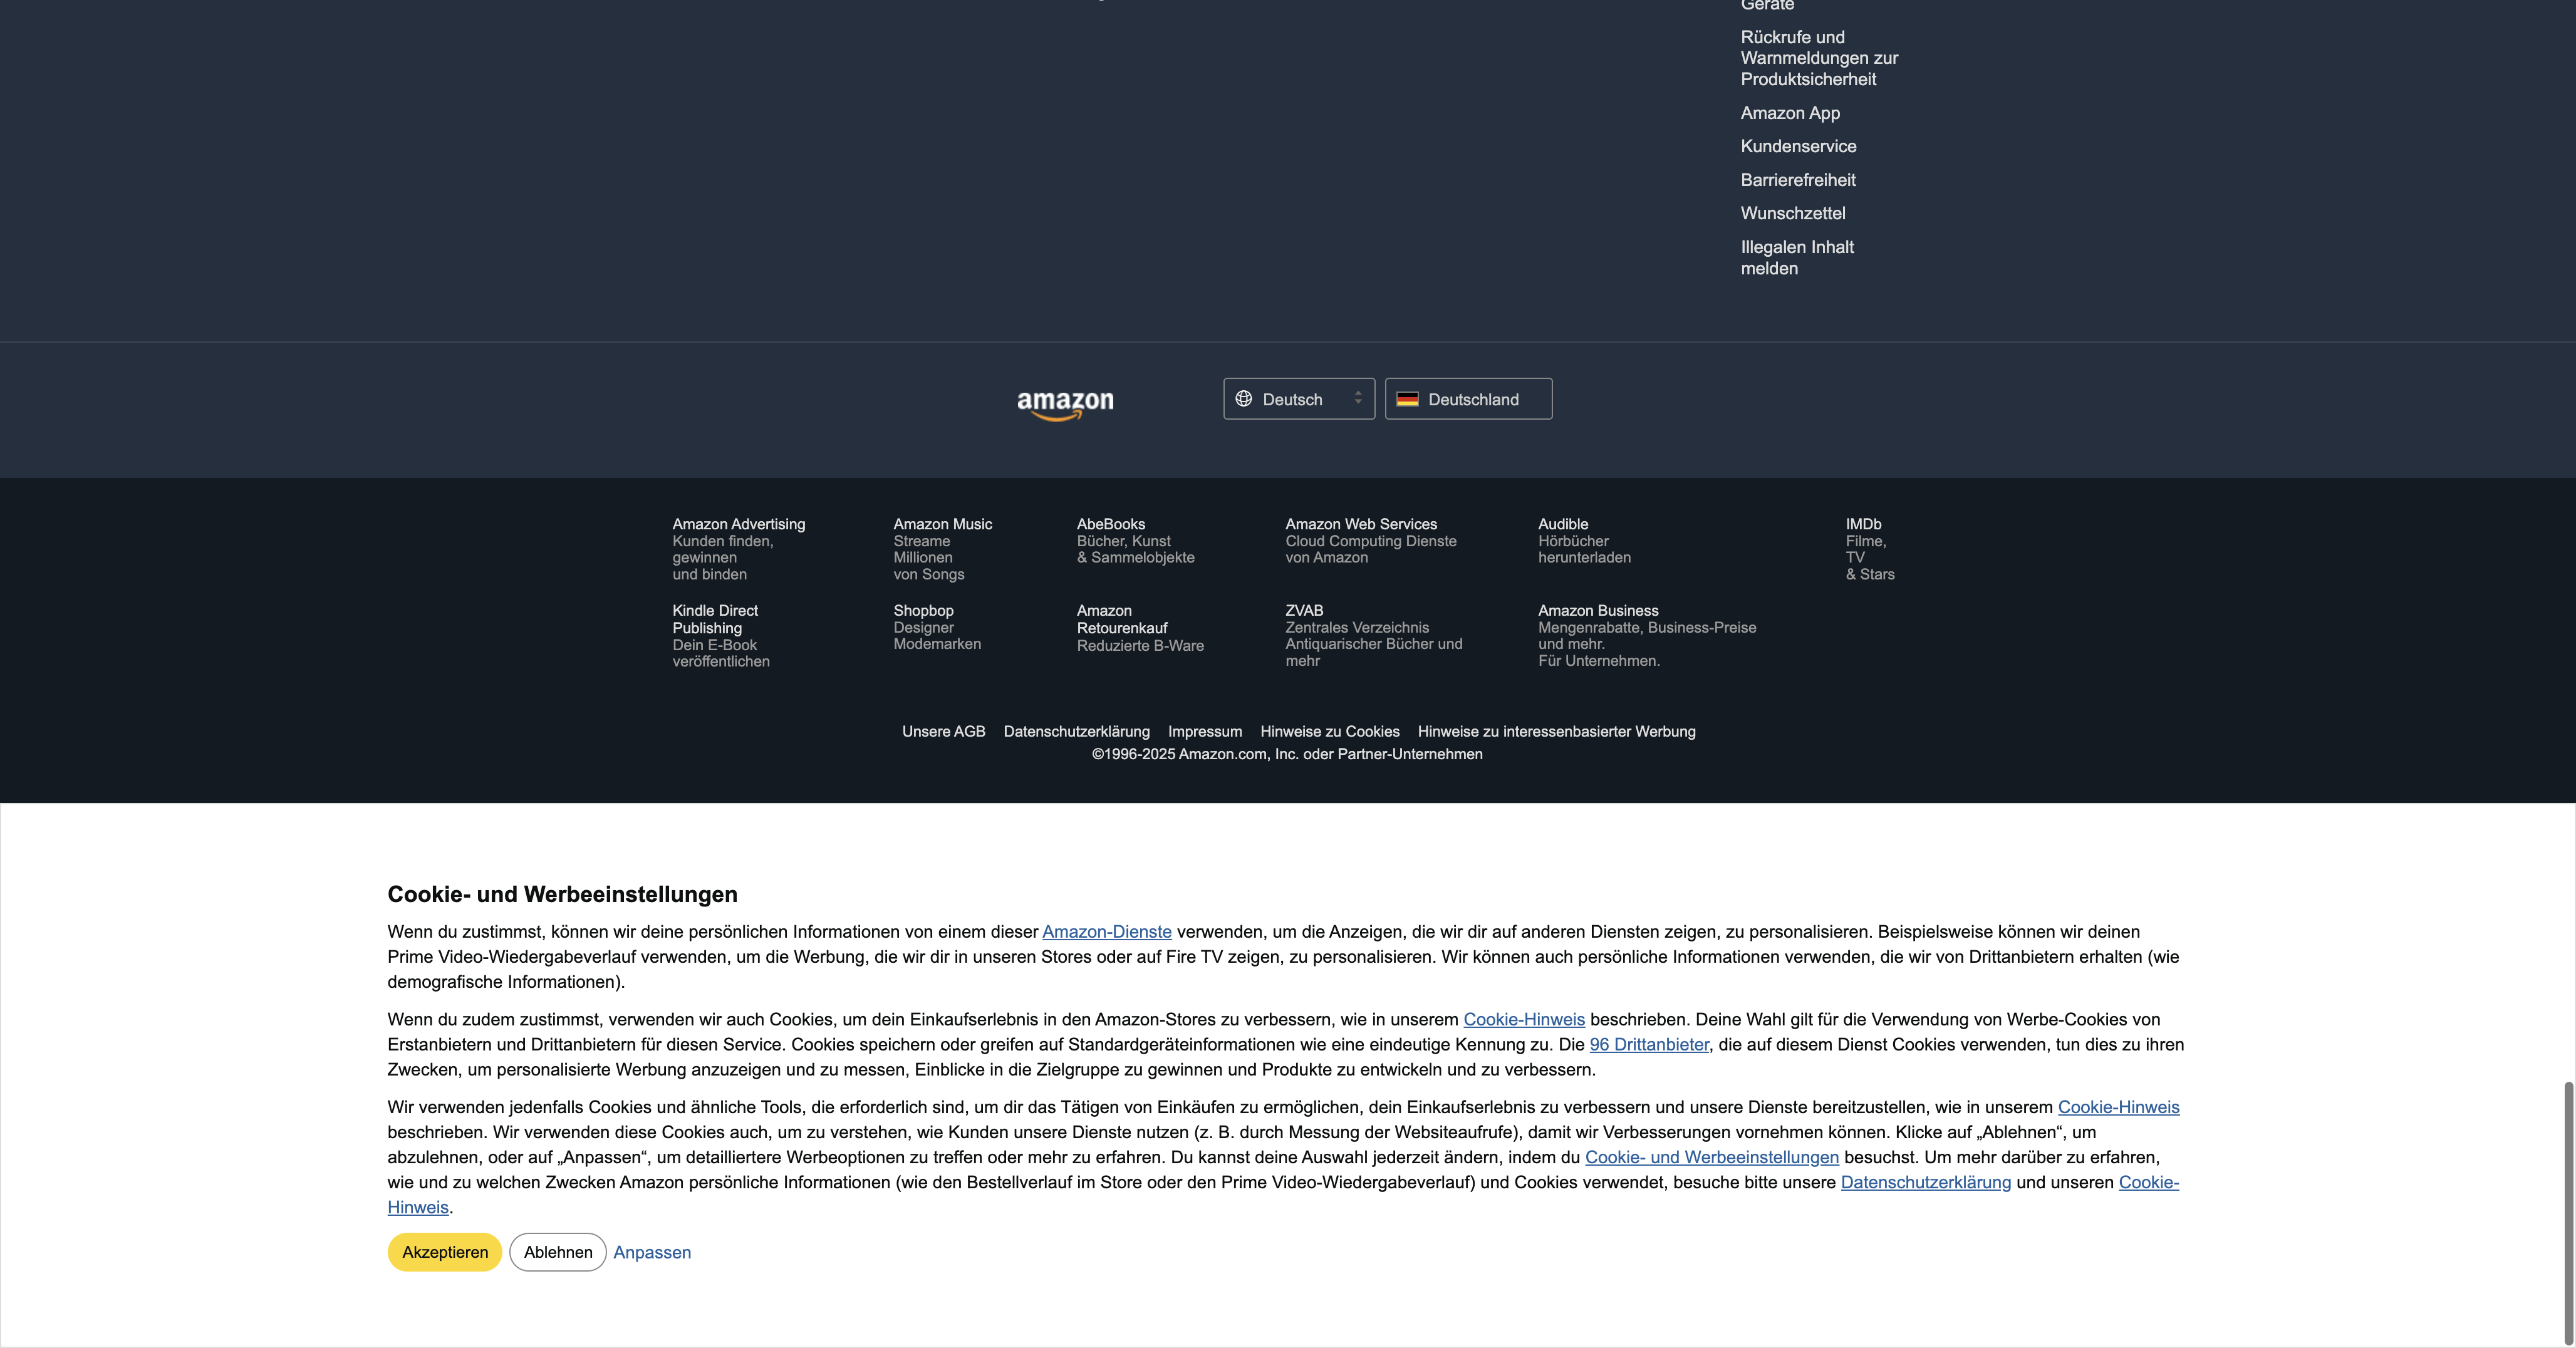 Geräte
Rückrufe und
Warnmeldungen zur
Produktsicherheit
Amazon App
Kundenservice
Barrierefreiheit
Wunschzettel
Illegalen Inhalt
melden
amazon
Deutsch
Deutschland
Amazon Advertising
Kunden finden,
gewinnen
und binden
Amazon Music
Streame
Millionen
von Songs
AbeBooks
Bücher, Kunst
& Sammelobjekte
Amazon Web Services
Cloud Computing Dienste
von Amazon
Audible
Hörbücher
herunterladen
IMDb
Filme,
TV
& Stars
Kindle Direct
Publishing
Dein E-Book
veröffentlichen
Shopbop
Designer
Modemarken
Amazon
Retourenkauf
Reduzierte B-Ware
ZVAB
Zentrales Verzeichnis
Antiquarischer Bücher und
mehr
Amazon Business
Mengenrabatte, Business-Preise
und mehr.
Für Unternehmen.
Unsere AGB Datenschutzerklärung Impressum Hinweise zu Cookies Hinweise zu interessenbasierter Werbung
©1996-2025 Amazon.com, Inc. oder Partner-Unternehmen
Cookie- und Werbeeinstellungen
Wenn du zustimmst, können wir deine persönlichen Informationen von einem dieser Amazon-Dienste verwenden, um die Anzeigen, die wir dir auf anderen Diensten zeigen, zu personalisieren. Beispielsweise können wir deinen
Prime Video-Wiedergabeverlauf verwenden, um die Werbung, die wir dir in unseren Stores oder auf Fire TV zeigen, zu personalisieren. Wir können auch persönliche Informationen verwenden, die wir von Drittanbietern erhalten (wie
demografische Informationen).
Wenn du zudem zustimmst, verwenden wir auch Cookies, um dein Einkaufserlebnis in den Amazon-Stores zu verbessern, wie in unserem Cookie-Hinweis beschrieben. Deine Wahl gilt für die Verwendung von Werbe-Cookies von
Erstanbietern und Drittanbietern für diesen Service. Cookies speichern oder greifen auf Standardgeräteinformationen wie eine eindeutige Kennung zu. Die 96 Drittanbieter, die auf diesem Dienst Cookies verwenden, tun dies zu ihren
Zwecken, um personalisierte Werbung anzuzeigen und zu messen, Einblicke in die Zielgruppe zu gewinnen und Produkte zu entwickeln und zu verbessern.
Wir verwenden jedenfalls Cookies und ähnliche Tools, die erforderlich sind, um dir das Tätigen von Einkäufen zu ermöglichen, dein Einkaufserlebnis zu verbessern und unsere Dienste bereitzustellen, wie in unserem Cookie-Hinweis
beschrieben. Wir verwenden diese Cookies auch, um zu verstehen, wie Kunden unsere Dienste nutzen (z. B. durch Messung der Websiteaufrufe), damit wir Verbesserungen vornehmen können. Klicke auf „Ablehnen“, um
abzulehnen, oder auf „Anpassen“, um detailliertere Werbeoptionen zu treffen oder mehr zu erfahren. Du kannst deine Auswahl jederzeit ändern, indem du Cookie- und Werbeeinstellungen besuchst. Um mehr darüber zu erfahren,
wie und zu welchen Zwecken Amazon persönliche Informationen (wie den Bestellverlauf im Store oder den Prime Video-Wiedergabeverlauf) und Cookies verwendet, besuche bitte unsere Datenschutzerklärung und unseren Cookie-
Hinweis.
Akzeptieren Ablehnen Anpassen